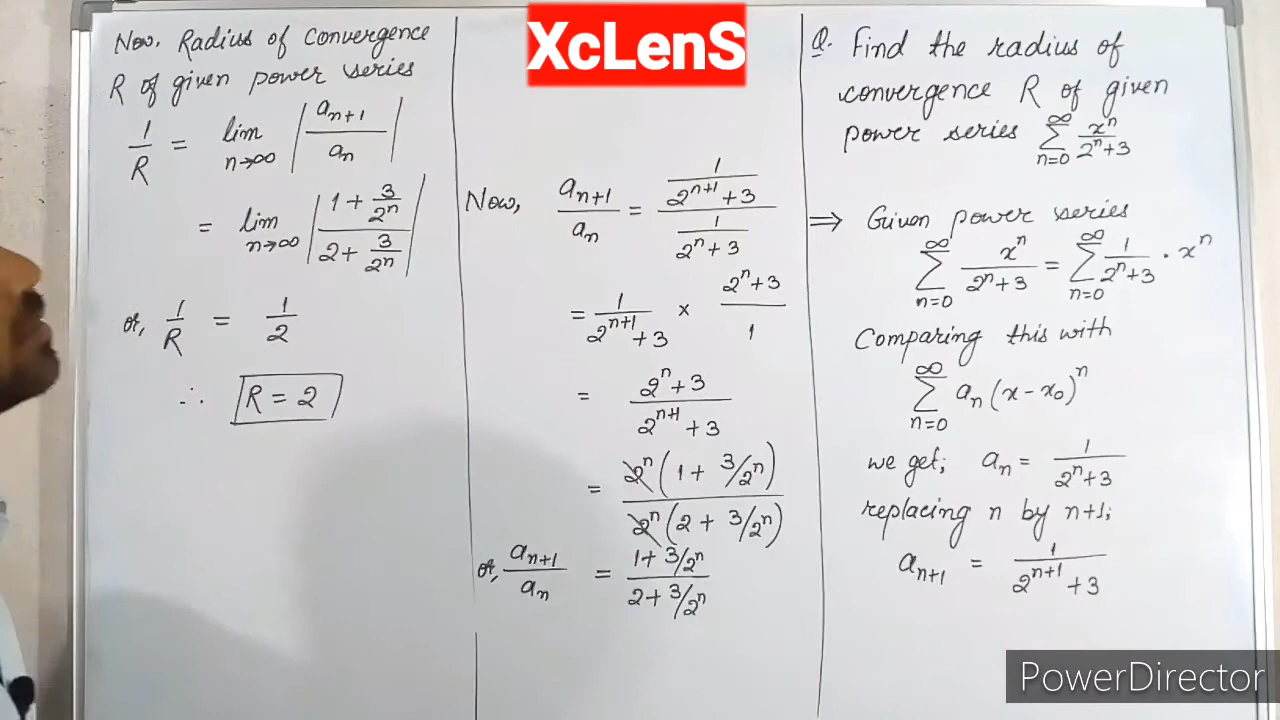 XcLenS
Q. Find the radius of
convergence R of given
power series ∑_{n=0}^{∞} x^n/(2^n+3)
⇒ Given power series
∑_{n=0}^{∞} x^n/(2^n+3) = ∑_{n=0}^{∞} 1/(2^n+3) · x^n
Comparing this with
∑_{n=0}^{∞} a_n (x-x_0)^n
we get; a_n = 1/(2^n+3)
replacing n by n+1;
a_{n+1} = 1/(2^{n+1}+3)
Now, a_{n+1}/a_n = (1/(2^{n+1}+3))/(1/(2^n+3))
= 1/(2^{n+1}+3) × (2^n+3)/1
= (2^n+3)/(2^{n+1}+3)
= 2^n(1+3/2^n)/2^n(2+3/2^n)
or, a_{n+1}/a_n = (1+3/2^n)/(2+3/2^n)
Now, Radius of Convergence
R of given power series
1/R = lim_{n→∞} |a_{n+1}/a_n|
= lim_{n→∞} |(1+3/2^n)/(2+3/2^n)|
or, 1/R = 1/2
∴ R = 2
PowerDirector